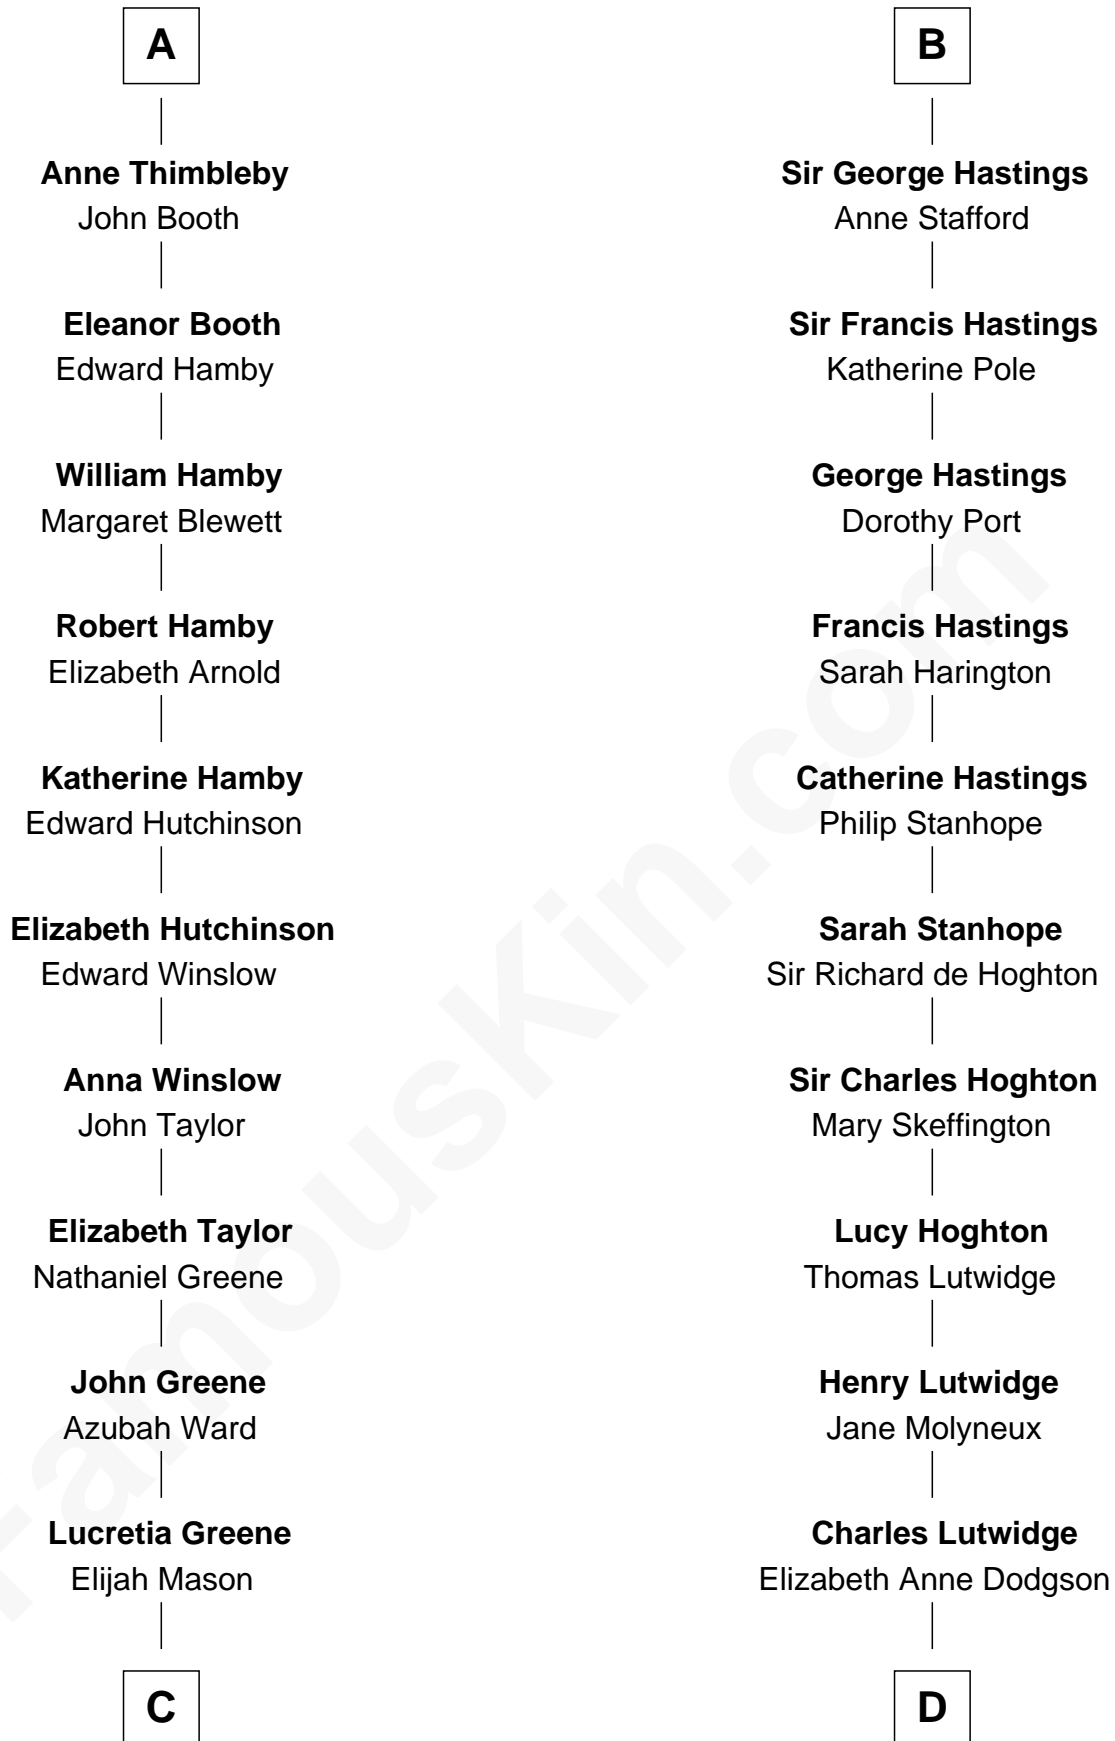 A
Anne Thimbleby
John Booth
Eleanor Booth
Edward Hamby
William Hamby
Margaret Blewett
Robert Hamby
Elizabeth Arnold
Katherine Hamby
Edward Hutchinson
Elizabeth Hutchinson
Edward Winslow
Anna Winslow
John Taylor
Elizabeth Taylor
Nathaniel Greene
John Greene
Azubah Ward
Lucretia Greene
Elijah Mason
C
B
Sir George Hastings
Anne Stafford
Sir Francis Hastings
Katherine Pole
George Hastings
Dorothy Port
Francis Hastings
Sarah Harington
Catherine Hastings
Philip Stanhope
Sarah Stanhope
Sir Richard de Hoghton
Sir Charles Hoghton
Mary Skeffington
Lucy Hoghton
Thomas Lutwidge
Henry Lutwidge
Jane Molyneux
Charles Lutwidge
Elizabeth Anne Dodgson
D
FamousKin.com